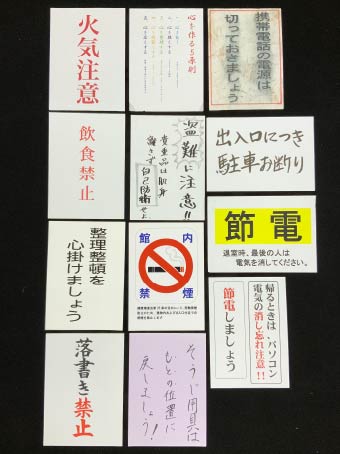 火気注意
心を作る5原則
携帯電話の電源は
切っておきましょう
飲食禁止
盗難に注意!!
貴重品は肌身
離さず
自己防衛せよ
出入口につき
駐車お断り
整理整頓を
心掛けましょう
館内
禁煙
節電
退室時、最後の人は
電気を消してください。
落書き禁止
そうじ用具は
もとの位置に
戻しましょう!
帰るときは、パソコン
電気の消し忘れ注意!!
節電しましょう